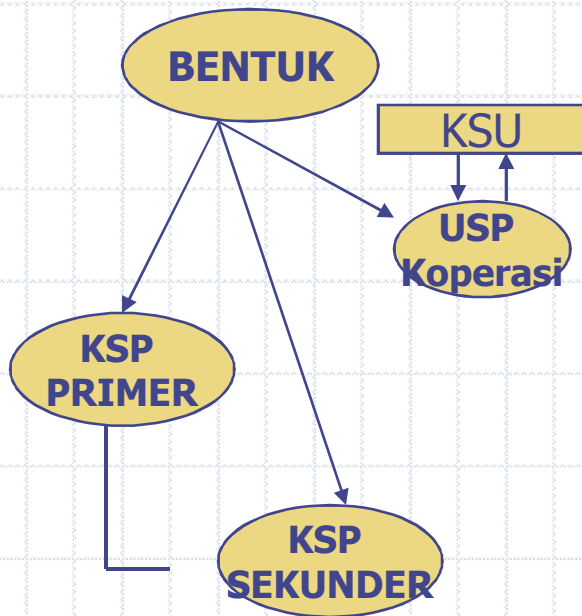 BENTUK
KSU
USP
Koperasi
KSP
PRIMER
KSP
SEKUNDER